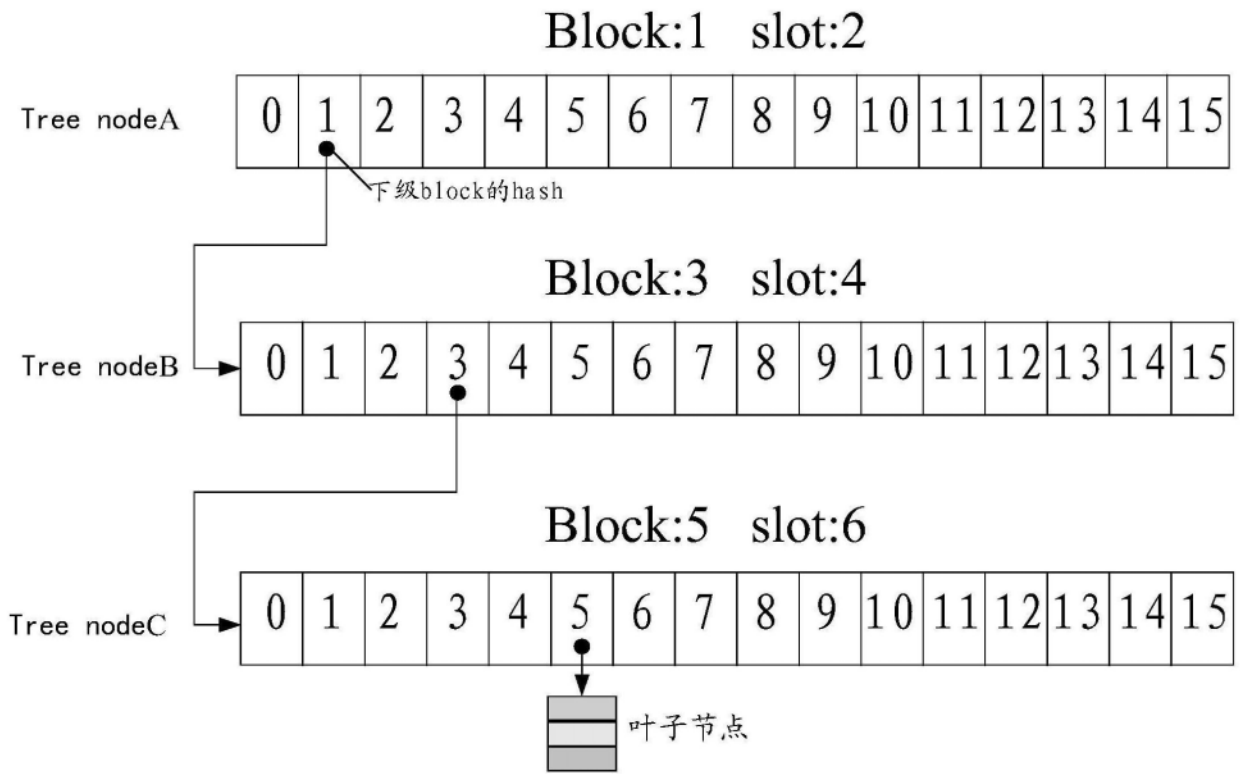 Block:1 slot:2
Tree nodeA 0 1 2 3 4 5 6 7 8 9 10 11 12 13 14 15
下级block的hash
Block:3 slot:4
Tree nodeB 0 1 2 3 4 5 6 7 8 9 10 11 12 13 14 15
Block:5 slot:6
Tree nodeC 0 1 2 3 4 5 6 7 8 9 10 11 12 13 14 15
叶子节点